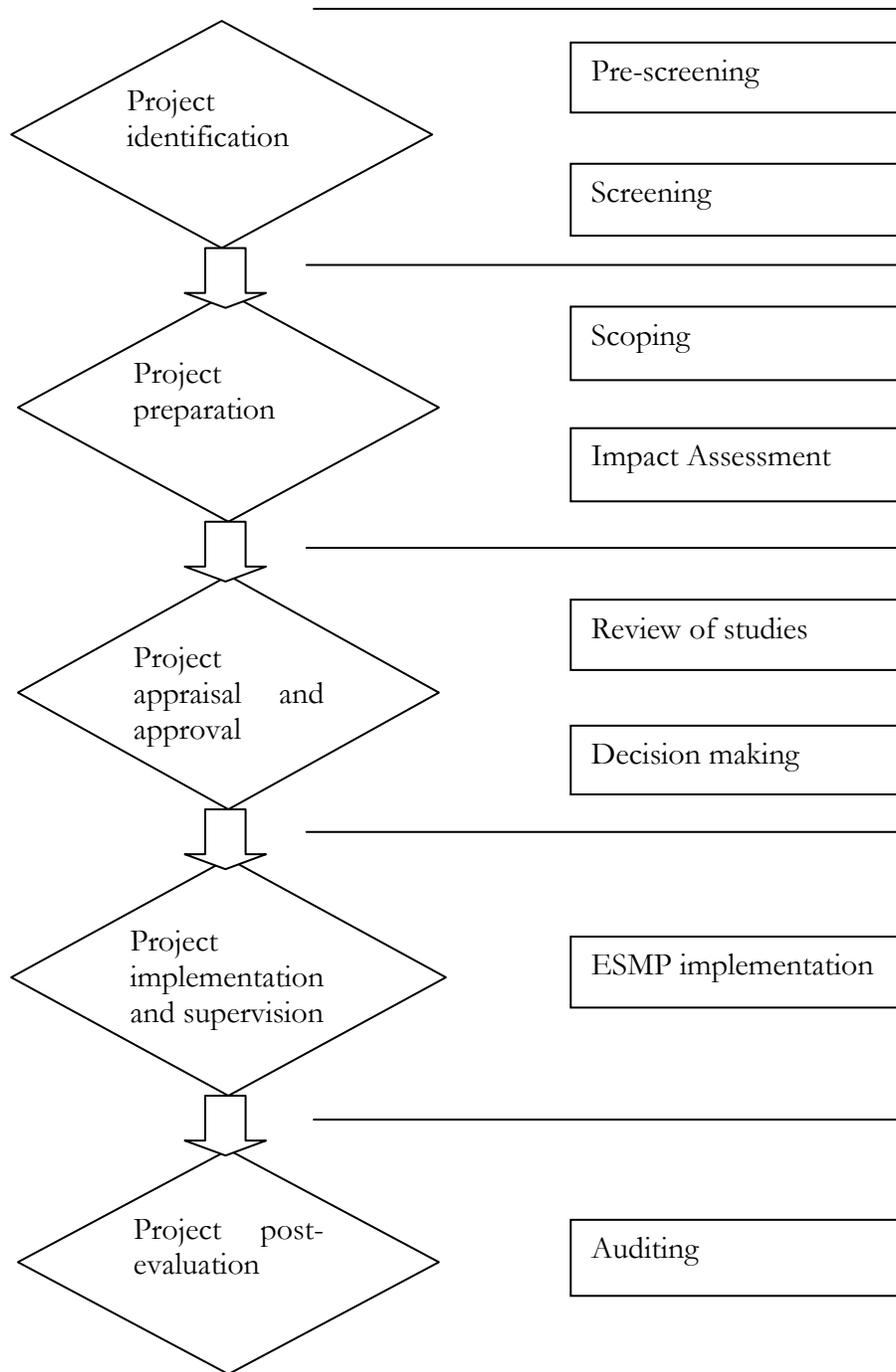 Project
identification
Pre-screening
Screening
Project
preparation
Scoping
Impact Assessment
Project
appraisal and
approval
Review of studies
Decision making
Project
implementation
and supervision
ESMP implementation
Project post-
evaluation
Auditing